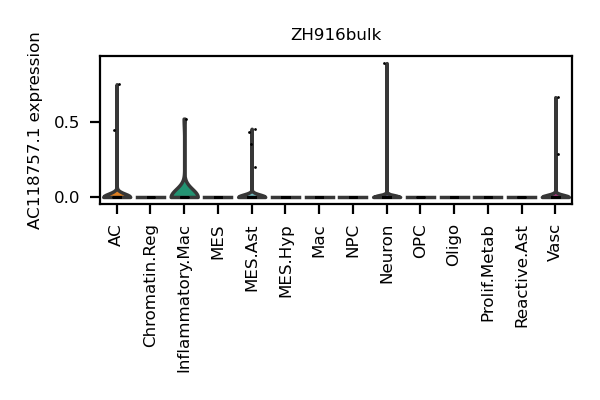 ZH916bulk
AC118757.1 expression
0.5
0.0
AC
Chromatin.Reg
Inflammatory.Mac
MES
MES.Ast
MES.Hyp
Mac
NPC
Neuron
OPC
Oligo
Prolif.Metab
Reactive.Ast
Vasc